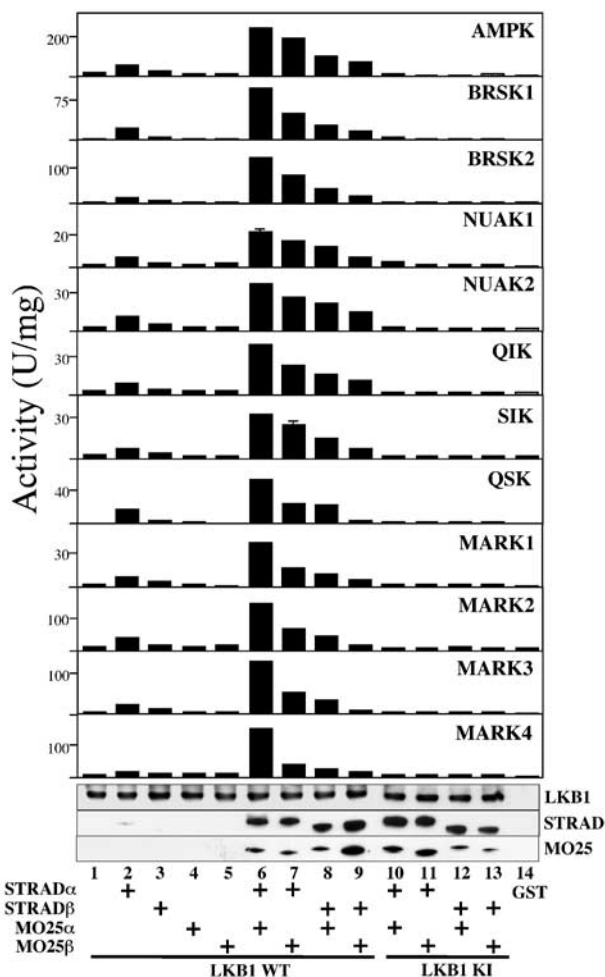 Activity (U/mg)
200
AMPK
75
BRSK1
100
BRSK2
20
NUAK1
30
NUAK2
30
QIK
30
SIK
40
QSK
30
MARK1
100
MARK2
100
MARK3
100
MARK4
LKB1
STRAD
MO25
1 2 3 4 5 6 7 8 9 10 11 12 13 14
STRADα + + + + + GST
STRADβ + + + + +
MO25α + + + + +
MO25β + + + + +
LKB1 WT LKB1 KI